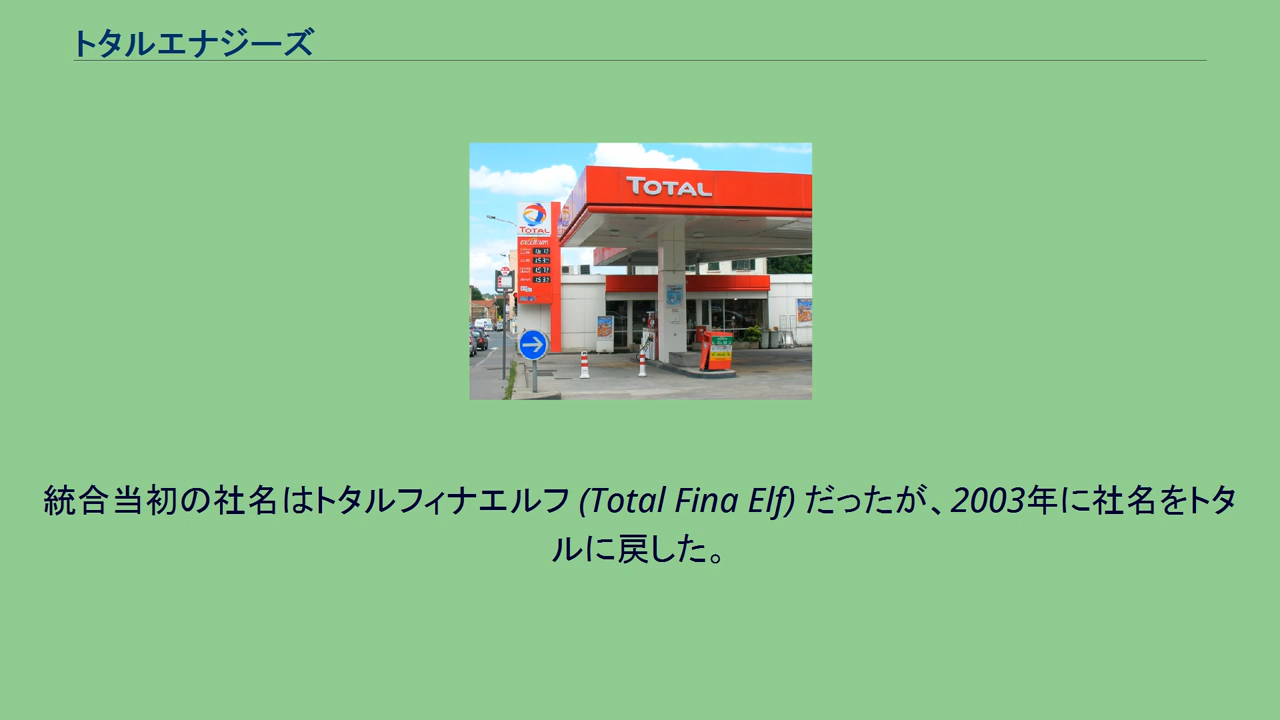 トタルエナジーズ
TOTAL
TOTAL
excellium
統合当初の社名はトタルフィナエルフ (Total Fina Elf) だったが、2003年に社名をトタ
ルに戻した。